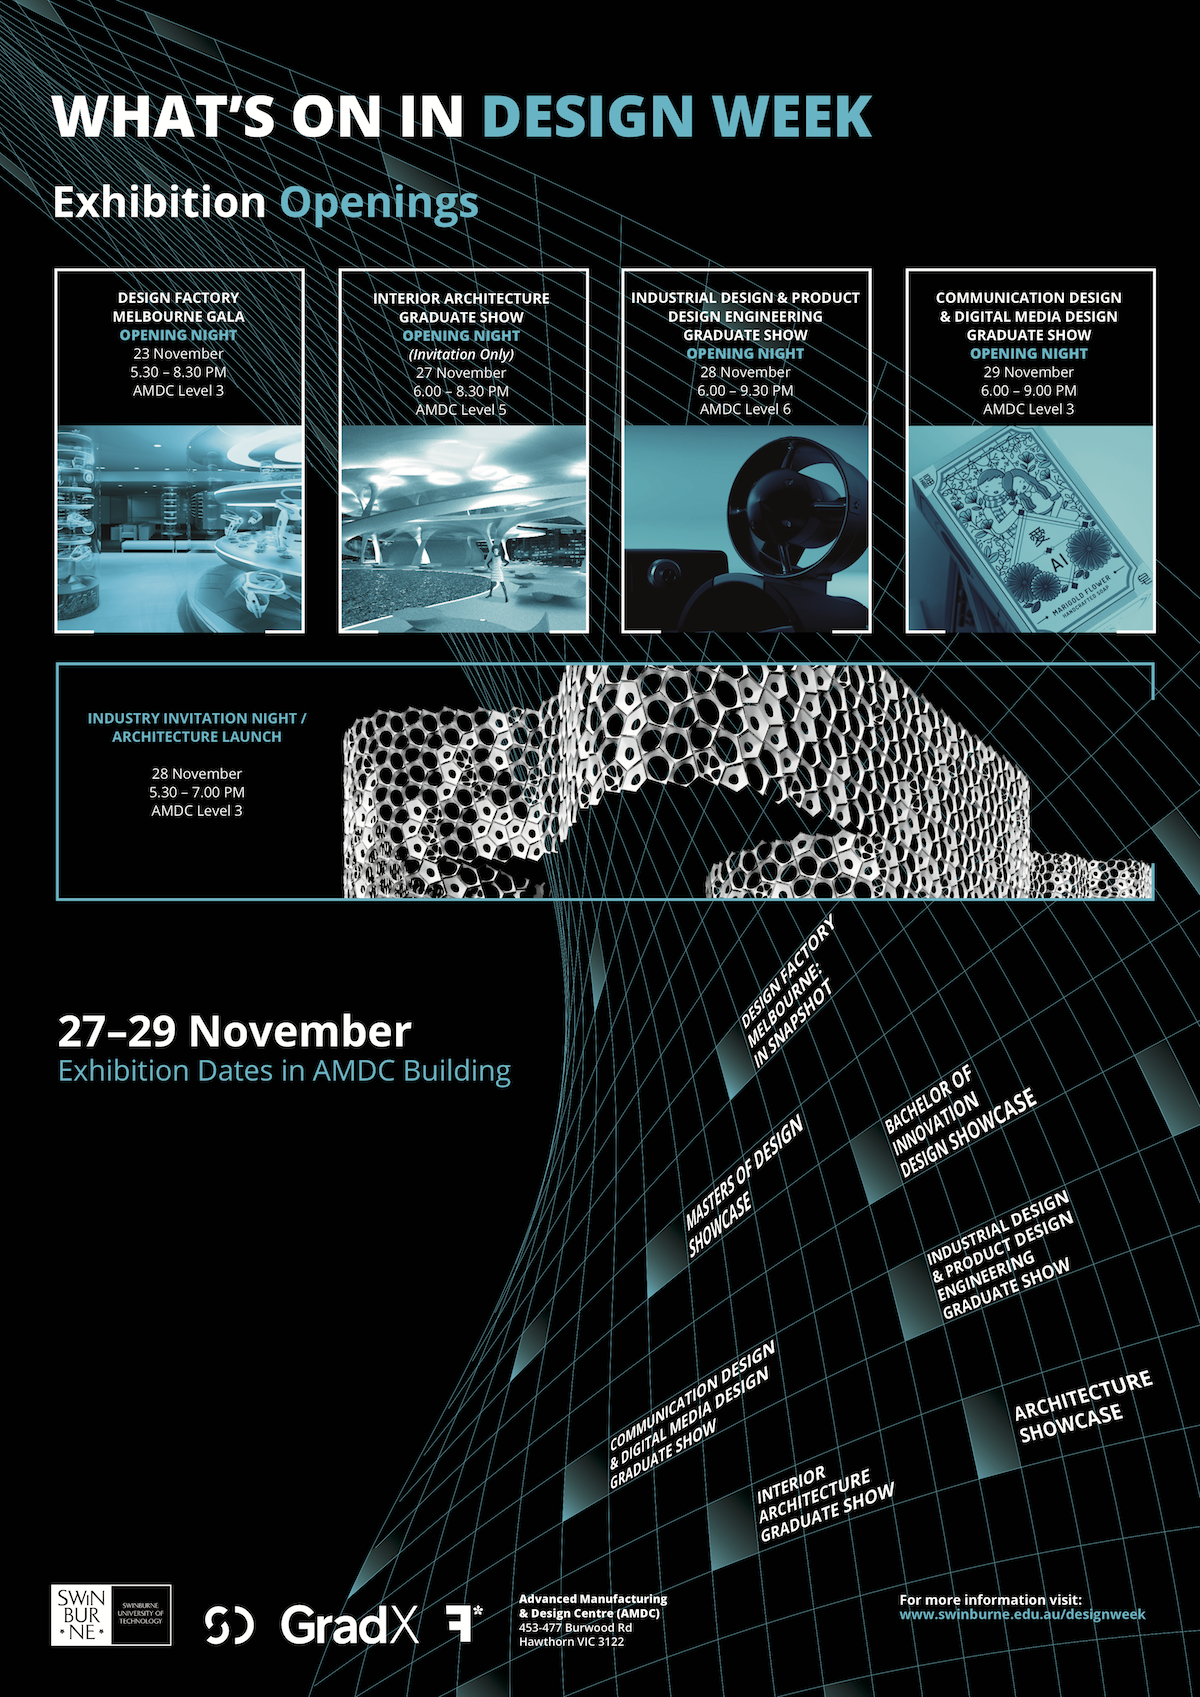 WHAT'S ON IN DESIGN WEEK
Exhibition Openings
DESIGN FACTORY
MELBOURNE GALA
OPENING NIGHT
23 November
5.30 – 8.30 PM
AMDC Level 3
INTERIOR ARCHITECTURE
GRADUATE SHOW
OPENING NIGHT
(Invitation Only)
27 November
6.00 – 8.30 PM
AMDC Level 5
INDUSTRIAL DESIGN & PRODUCT
DESIGN ENGINEERING
GRADUATE SHOW
OPENING NIGHT
28 November
6.00 – 9.30 PM
AMDC Level 6
COMMUNICATION DESIGN
& DIGITAL MEDIA DESIGN
GRADUATE SHOW
OPENING NIGHT
29 November
6.00 – 9.00 PM
AMDC Level 3
愛
AI
MARIGOLD FLOWER
HANDCRAFTED SOAP
INDUSTRY INVITATION NIGHT /
ARCHITECTURE LAUNCH
28 November
5.30 – 7.00 PM
AMDC Level 3
27–29 November
Exhibition Dates in AMDC Building
DESIGN FACTORY
MELBOURNE:
IN SNAPSHOT
BACHELOR OF
INNOVATION
DESIGN SHOWCASE
MASTERS OF DESIGN
SHOWCASE
INDUSTRIAL DESIGN
& PRODUCT DESIGN
ENGINEERING
GRADUATE SHOW
COMMUNICATION DESIGN
& DIGITAL MEDIA DESIGN
GRADUATE SHOW
ARCHITECTURE
SHOWCASE
INTERIOR
ARCHITECTURE
GRADUATE SHOW
SWIN
BUR
NE
SWINBURNE
UNIVERSITY OF
TECHNOLOGY
GradX
F*
Advanced Manufacturing
& Design Centre (AMDC)
453-477 Burwood Rd
Hawthorn VIC 3122
For more information visit:
www.swinburne.edu.au/designweek